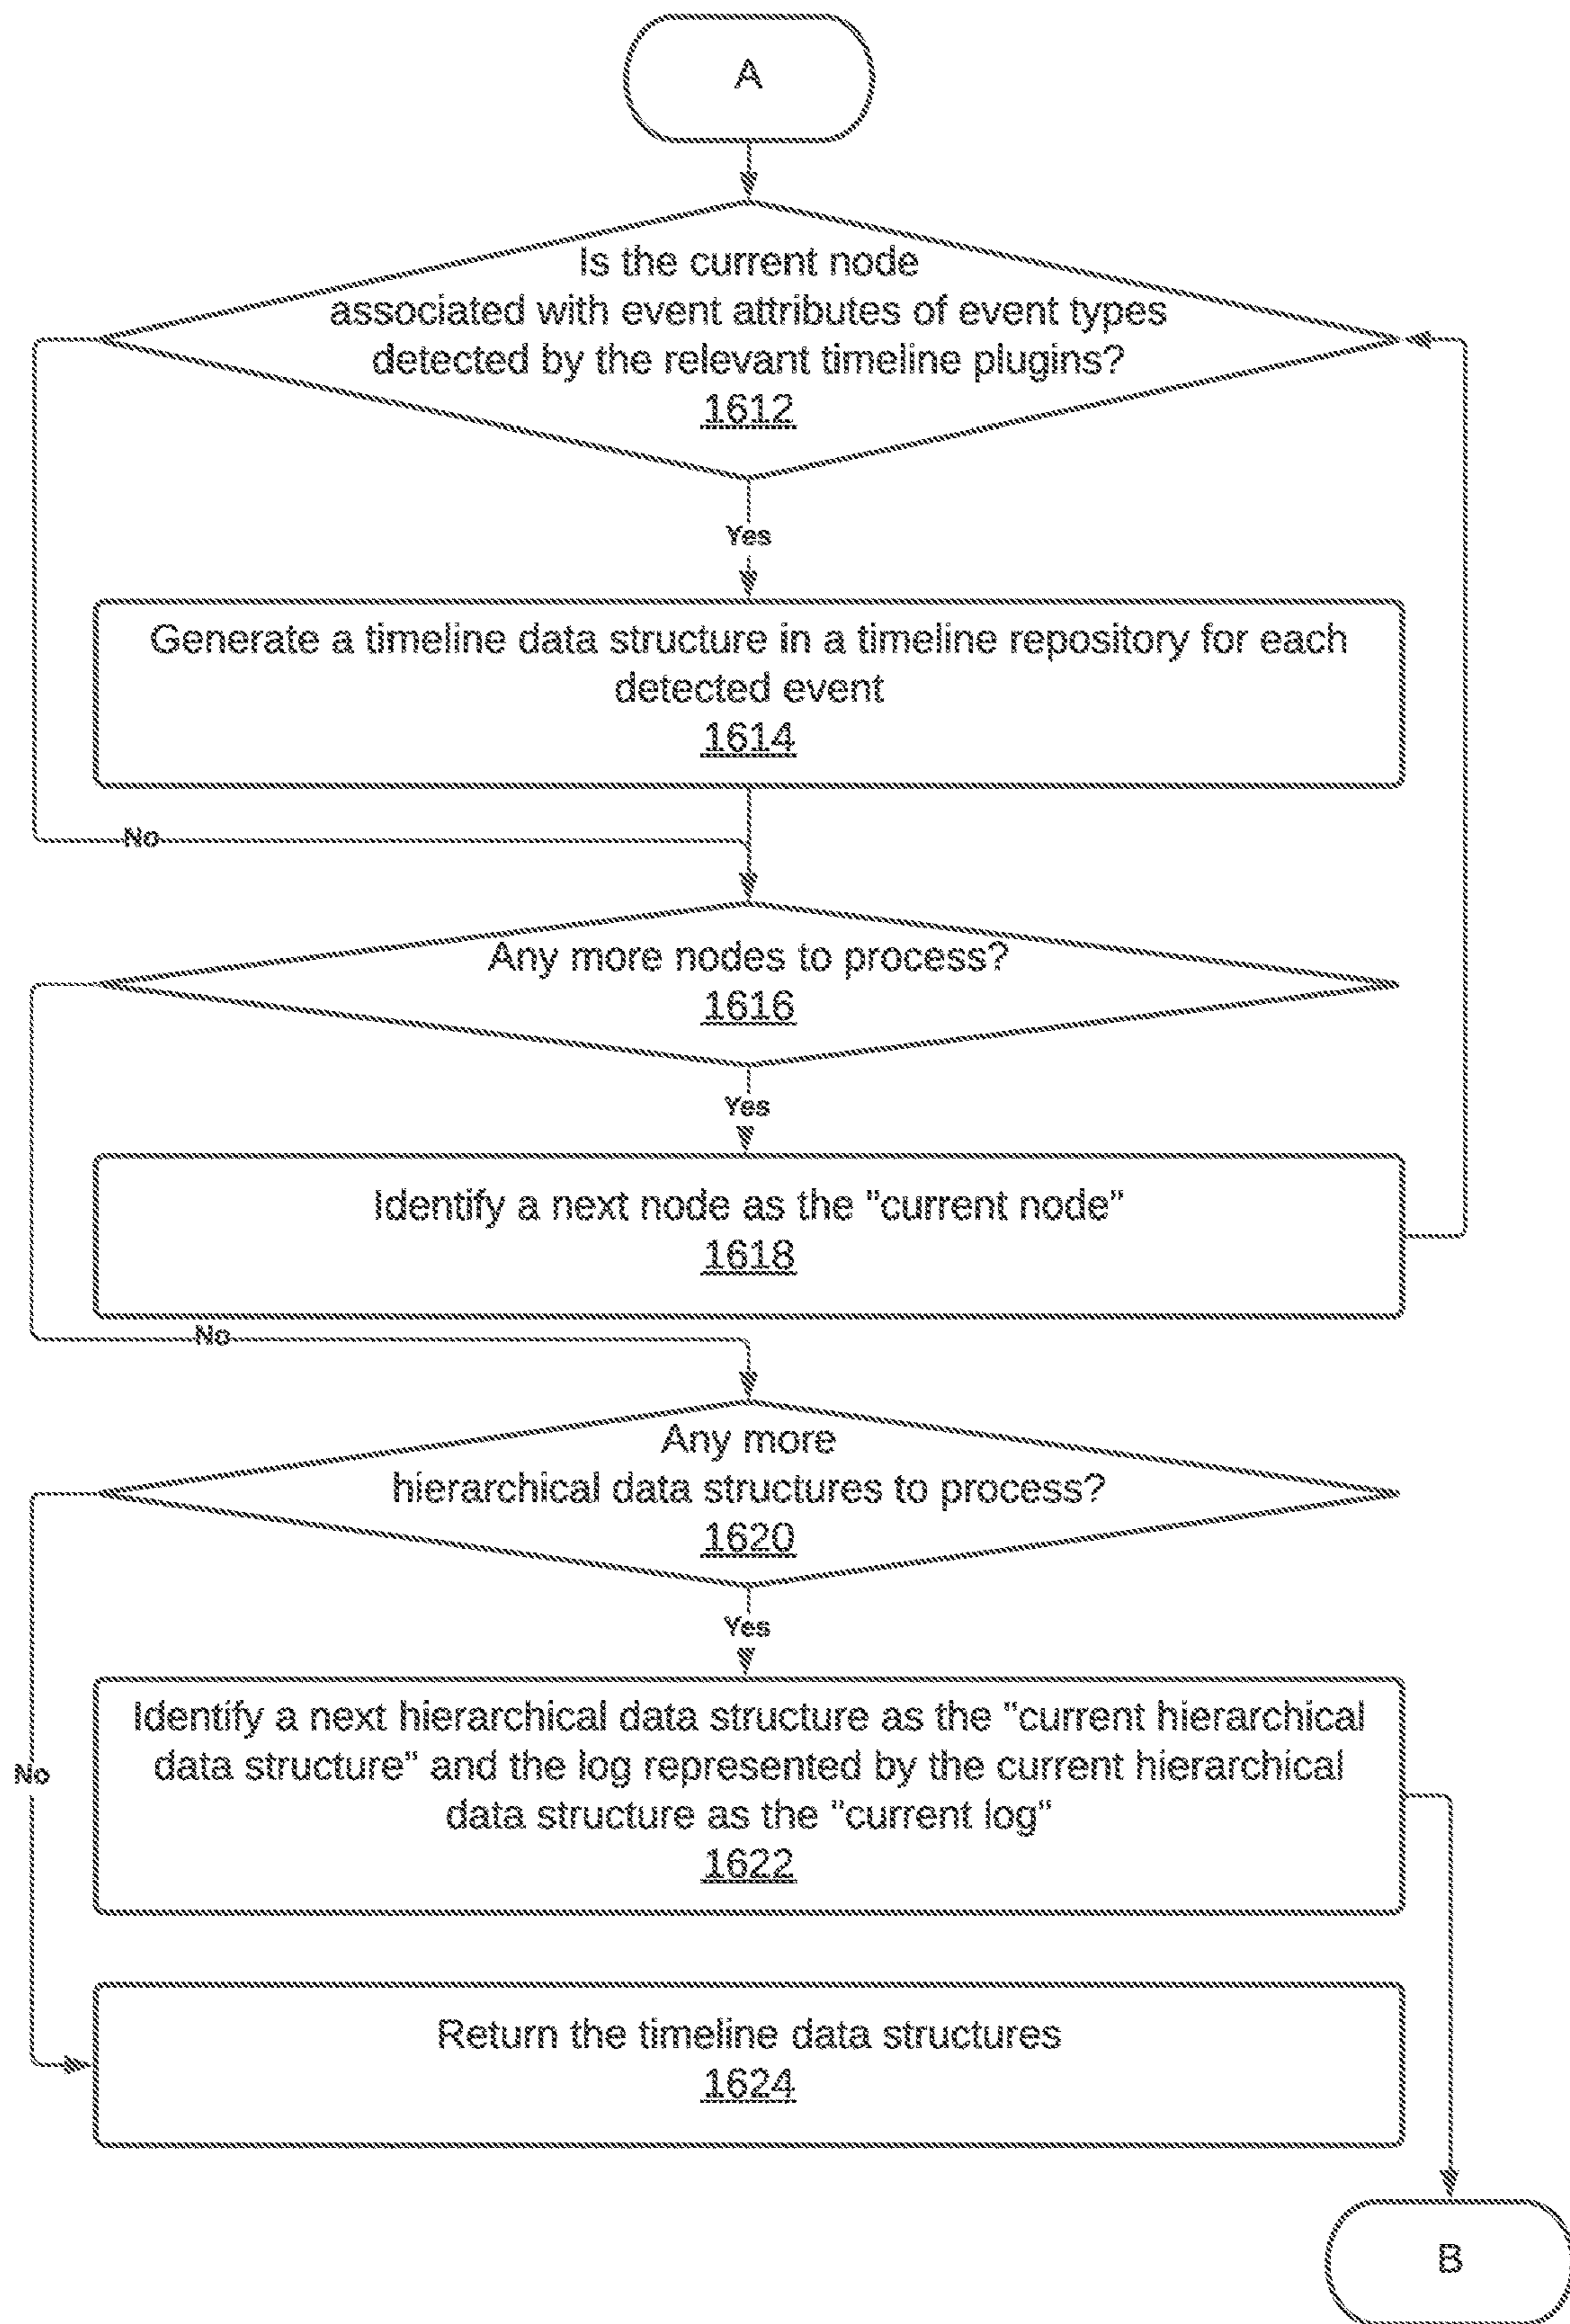 A
Is the current node
associated with event attributes of event types
detected by the relevant timeline plugins?
1612
Yes
Generate a timeline data structure in a timeline repository for each
detected event
1614
No
Any more nodes to process?
1616
Yes
Identify a next node as the "current node"
1618
No
Any more
hierarchical data structures to process?
1620
Yes
Identify a next hierarchical data structure as the "current hierarchical
data structure" and the log represented by the current hierarchical
data structure as the "current log"
1622
No
Return the timeline data structures
1624
B